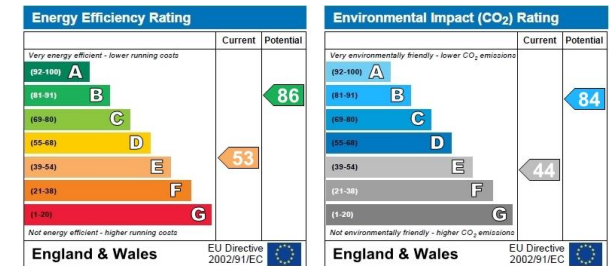 Energy Efficiency Rating
Current Potential
Very energy efficient - lower running costs
(92-100) A
(81-91) B
86
(69-80) C
(55-68) D
53
(39-54) E
(21-38) F
(1-20) G
Not energy efficient - higher running costs
England & Wales
EU Directive
2002/91/EC
Environmental Impact (CO₂) Rating
Current Potential
Very environmentally friendly - lower CO₂ emissions
(92-100) A
(81-91) B
84
(69-80) C
(55-68) D
(39-54) E
44
(21-38) F
(1-20) G
Not environmentally friendly - higher CO₂ emissions
England & Wales
EU Directive
2002/91/EC